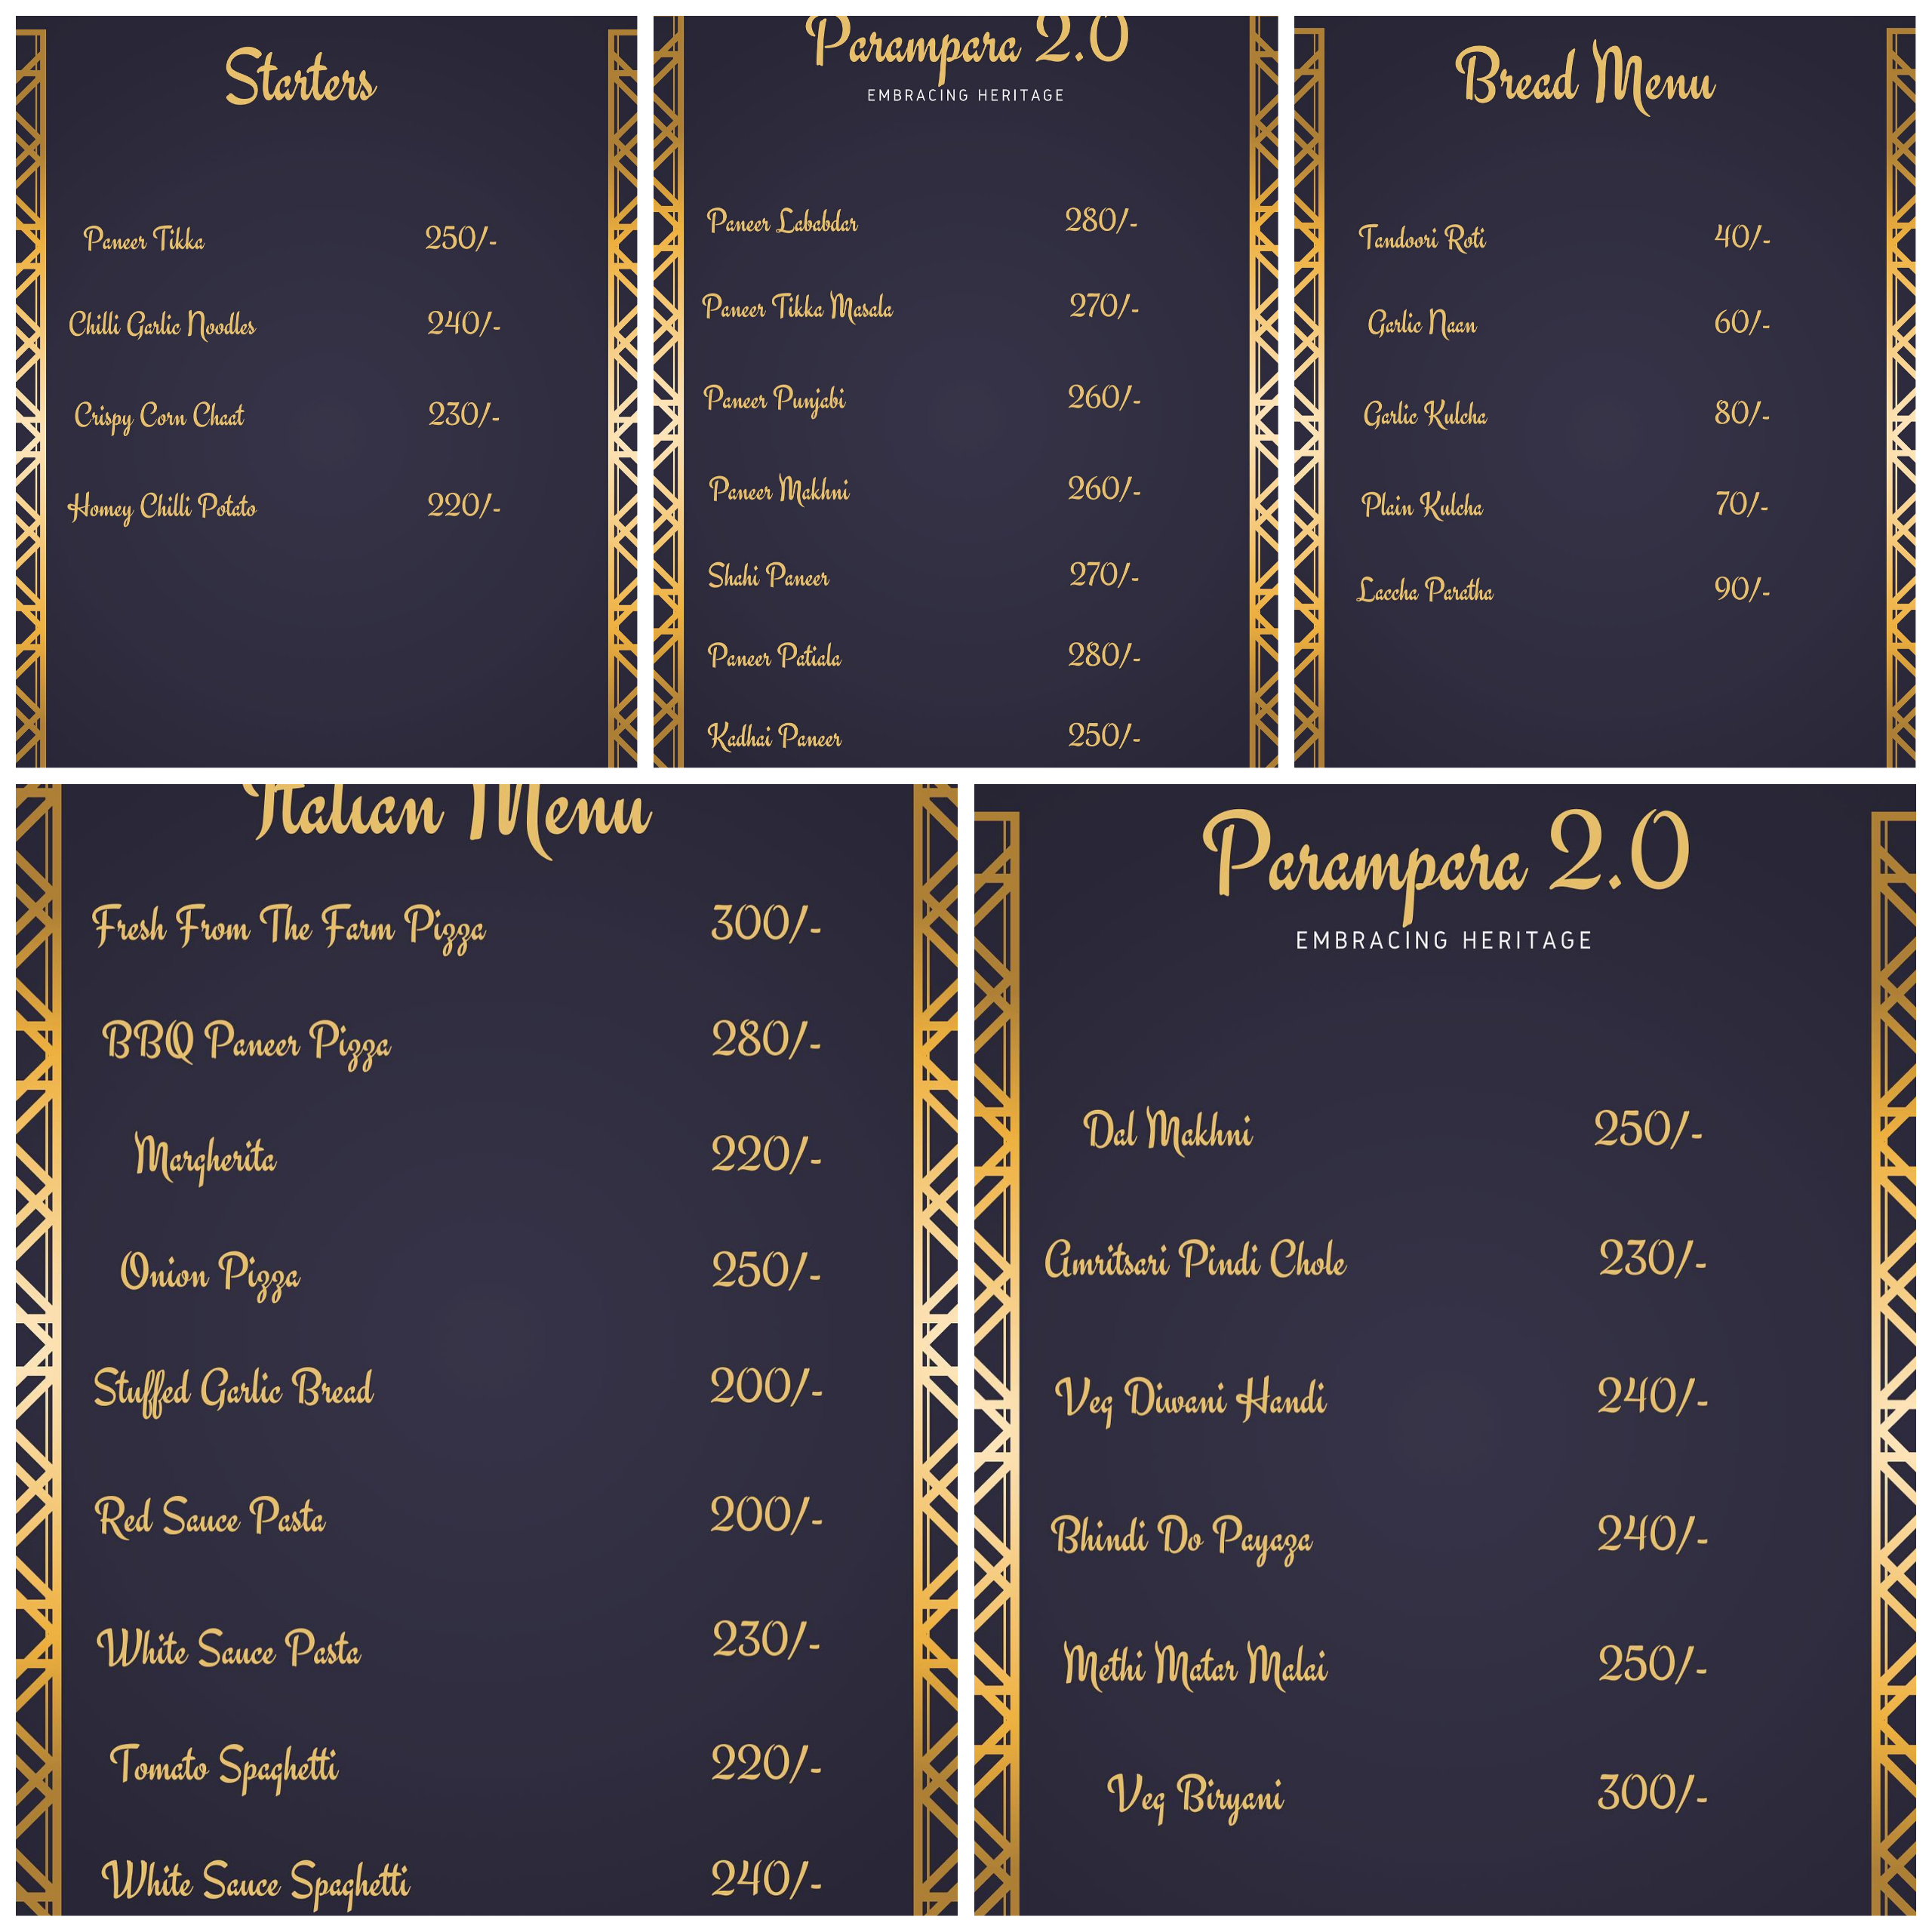 Starters
Paneer Tikka 250/-
Chilli Garlic Noodles 240/-
Crispy Corn Chaat 230/-
Homey Chilli Potato 220/-
Parampara 2.0
EMBRACING HERITAGE
Paneer Lababdar 280/-
Paneer Tikka Masala 270/-
Paneer Punjabi 260/-
Paneer Makhni 260/-
Shahi Paneer 270/-
Paneer Patiala 280/-
Kadhai Paneer 250/-
Bread Menu
Tandoori Roti 40/-
Garlic Naan 60/-
Garlic Kulcha 80/-
Plain Kulcha 70/-
Laccha Paratha 90/-
Italian Menu
Fresh From The Farm Pizza 300/-
BBQ Paneer Pizza 280/-
Margherita 220/-
Onion Pizza 250/-
Stuffed Garlic Bread 200/-
Red Sauce Pasta 200/-
White Sauce Pasta 230/-
Tomato Spaghetti 220/-
White Sauce Spaghetti 240/-
Parampara 2.0
EMBRACING HERITAGE
Dal Makhni 250/-
Amritsari Pindi Chole 230/-
Veg Diwani Handi 240/-
Bhindi Do Payaza 240/-
Methi Matar Malai 250/-
Veg Biryani 300/-